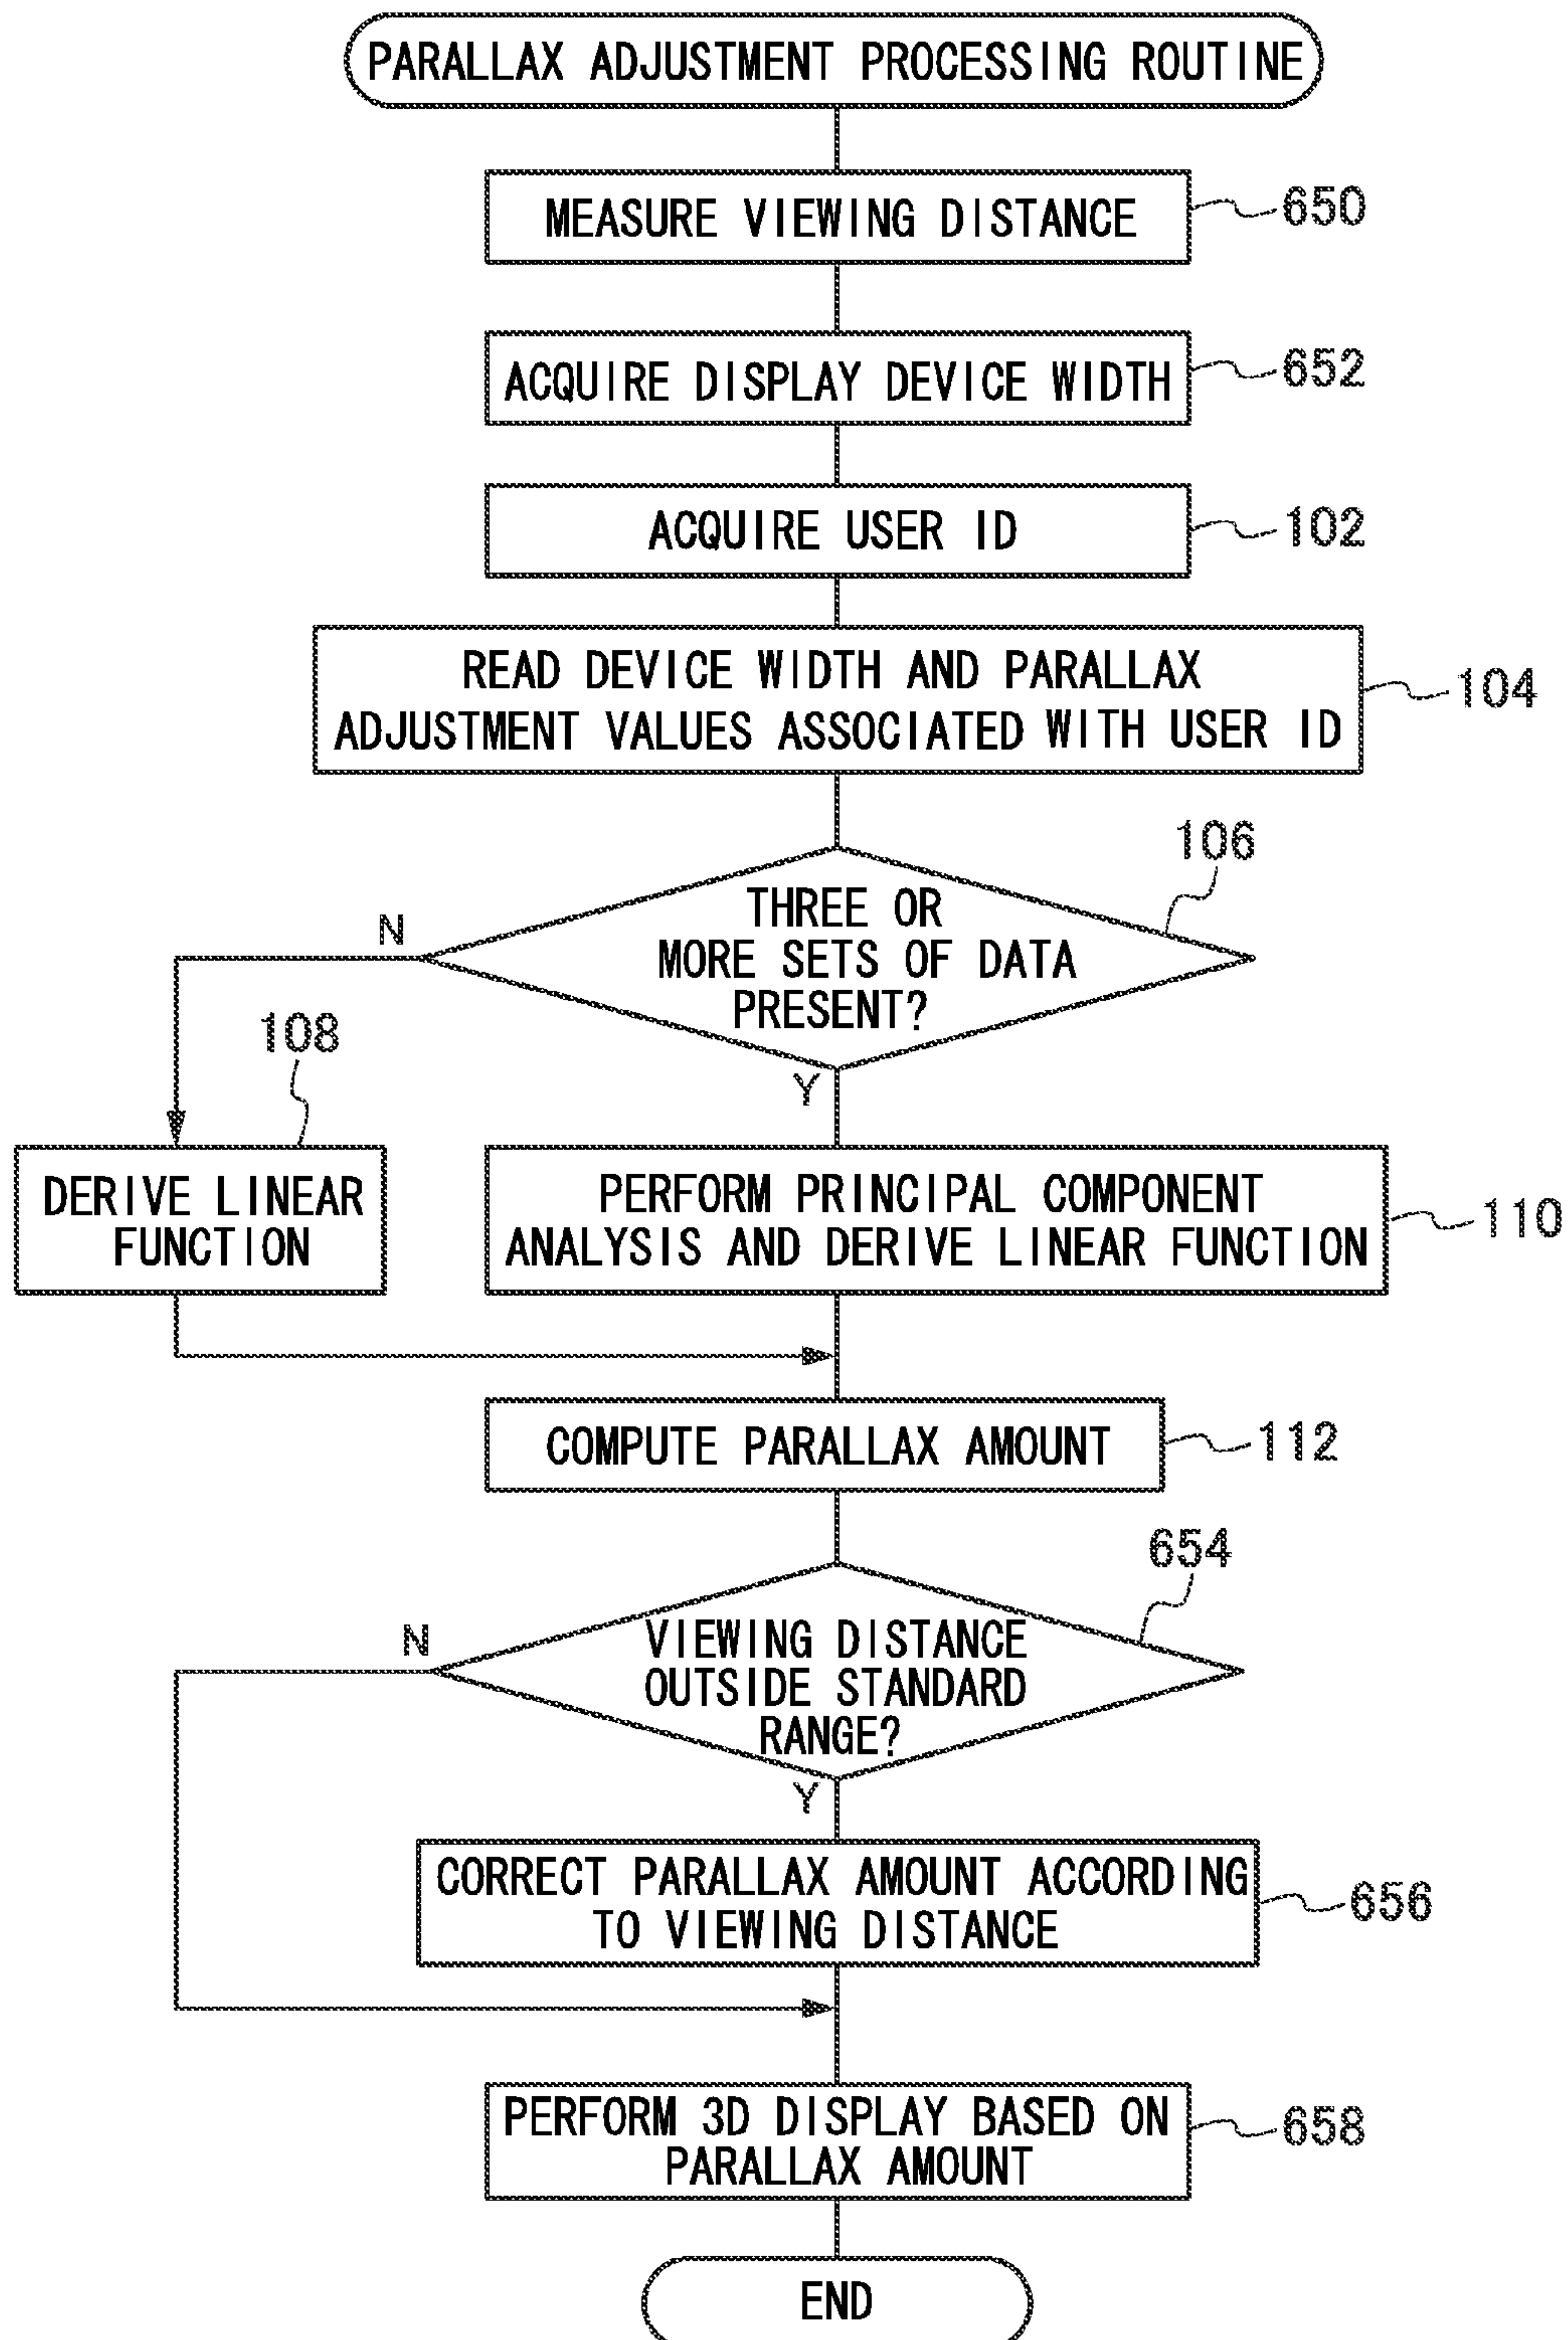 PARALLAX ADJUSTMENT PROCESSING ROUTINE
MEASURE VIEWING DISTANCE
650
ACQUIRE DISPLAY DEVICE WIDTH
652
ACQUIRE USER ID
102
READ DEVICE WIDTH AND PARALLAX
ADJUSTMENT VALUES ASSOCIATED WITH USER ID
104
106
THREE OR
MORE SETS OF DATA
PRESENT?
N
Y
108
DERIVE LINEAR
FUNCTION
PERFORM PRINCIPAL COMPONENT
ANALYSIS AND DERIVE LINEAR FUNCTION
110
COMPUTE PARALLAX AMOUNT
112
654
VIEWING DISTANCE
OUTSIDE STANDARD
RANGE?
N
Y
CORRECT PARALLAX AMOUNT ACCORDING
TO VIEWING DISTANCE
656
PERFORM 3D DISPLAY BASED ON
PARALLAX AMOUNT
658
END